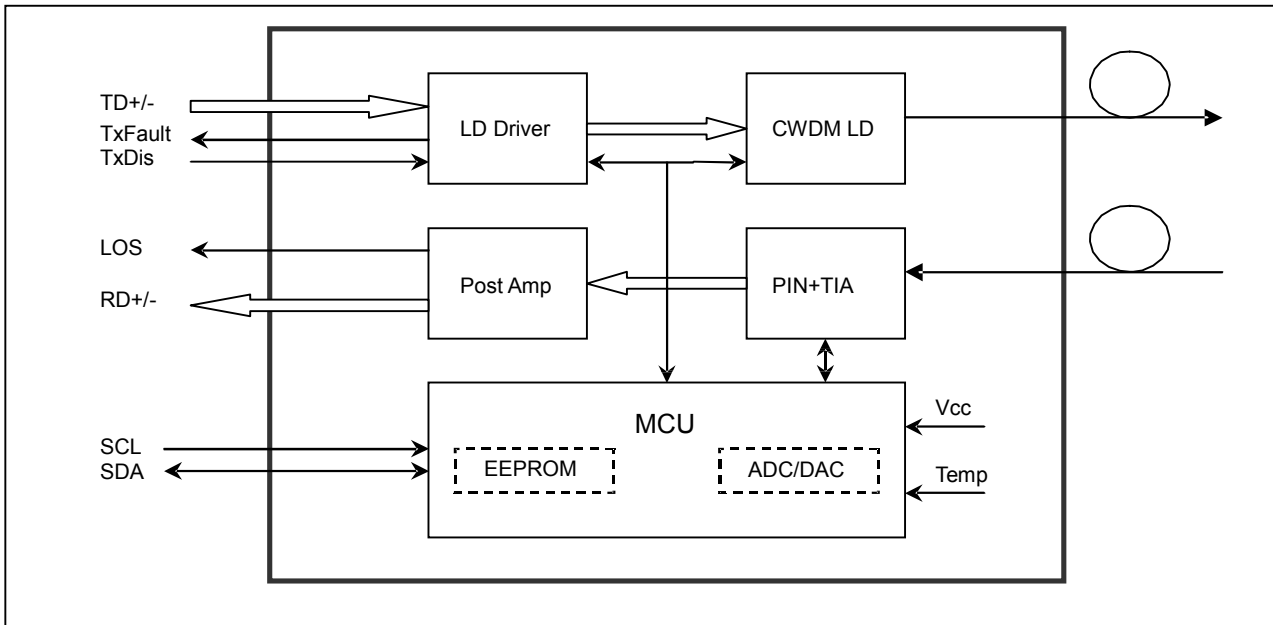 TD+/-
TxFault
TxDis
LD Driver
CWDM LD
LOS
RD+/-
Post Amp
PIN+TIA
SCL
SDA
MCU
EEPROM
ADC/DAC
Vcc
Temp